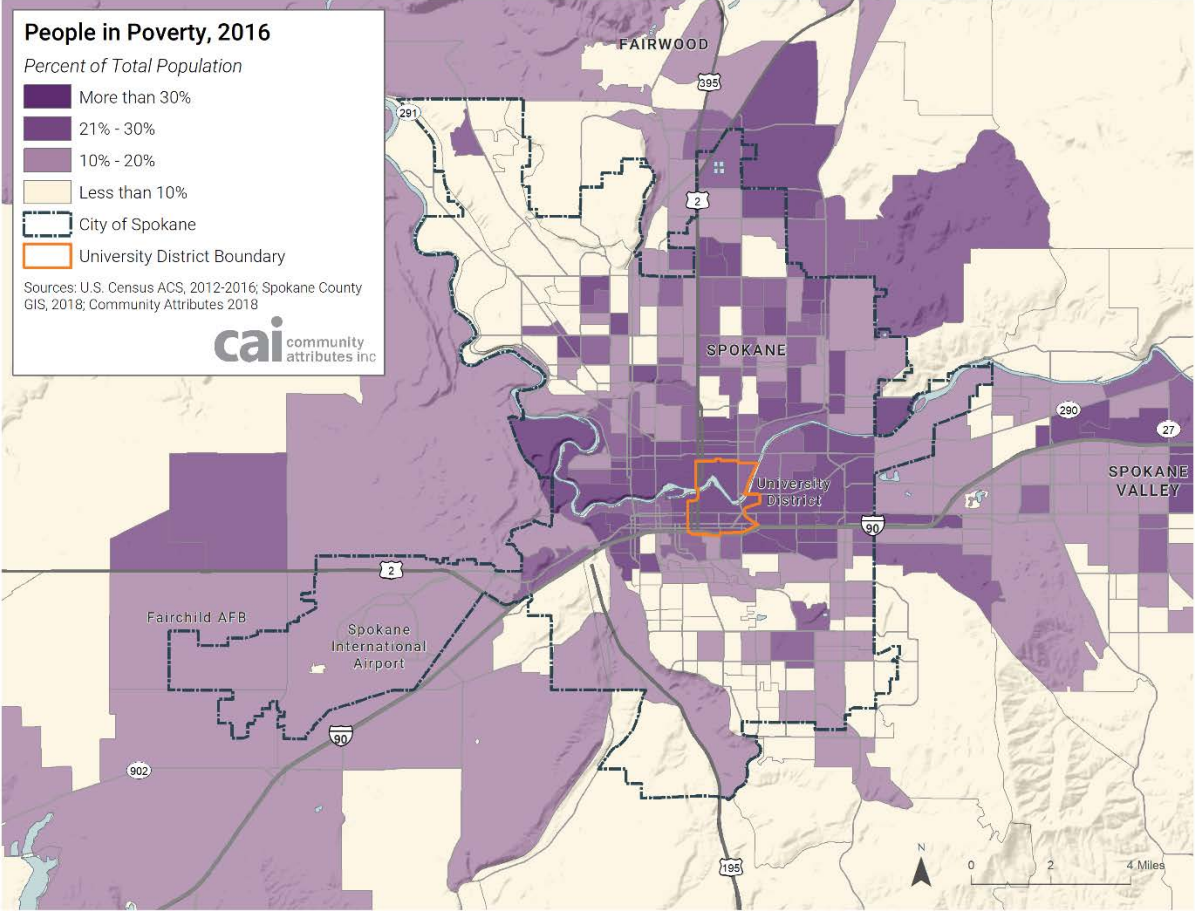 People in Poverty, 2016
Percent of Total Population
More than 30%
21% - 30%
10% - 20%
Less than 10%
City of Spokane
University District Boundary
Sources: U.S. Census ACS, 2012-2016; Spokane County
GIS, 2018; Community Attributes 2018
cai community
attributes inc
FAIRWOOD
395
291
2
SPOKANE
290
27
SPOKANE
VALLEY
University
District
90
2
Fairchild AFB
Spokane
International
Airport
90
902
195
N
0 2 4 Miles